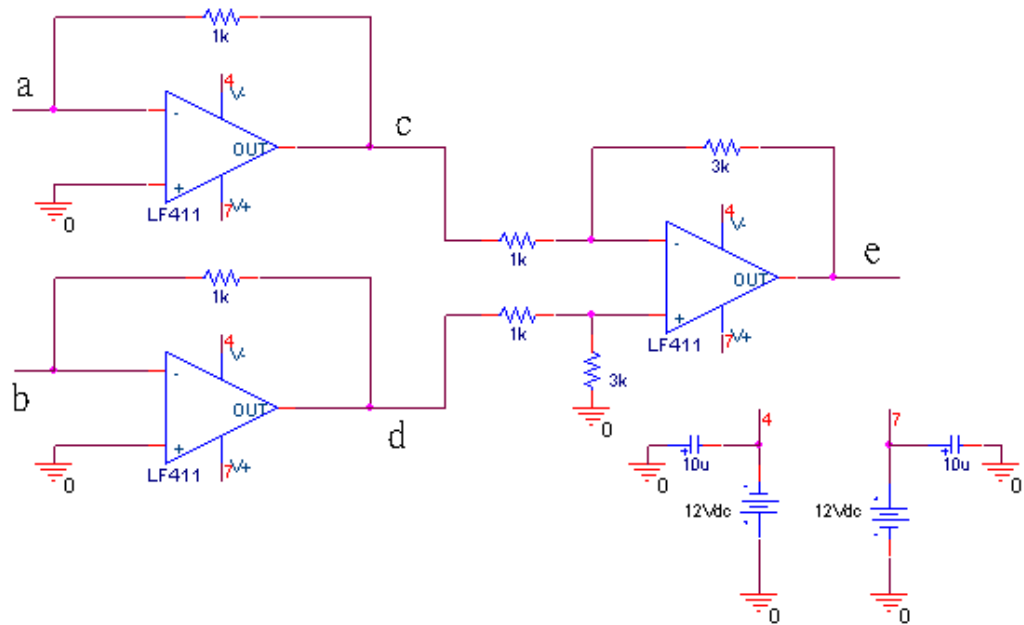 1k
a
4
V-
-
c
OUT
+
7
V+
LF411
0
3k
1k
4
V-
-
e
OUT
1k
+
7
V+
LF411
3k
0
1k
4
V-
-
b
OUT
d
+
7
V+
LF411
0
4
7
+
10u
0
+
10u
0
12Vdc
-
+
12Vdc
+
-
0
0